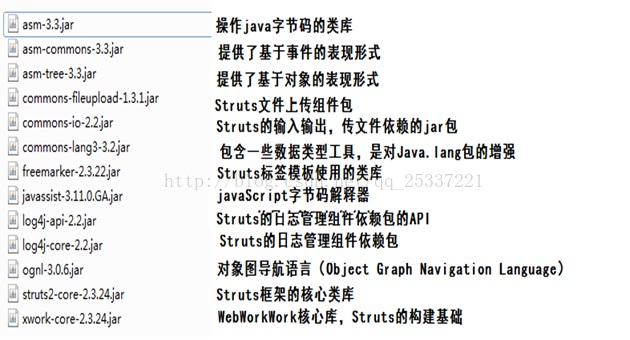 asm-3.3.jar 操作java字节码的类库
asm-commons-3.3.jar 提供了基于事件的表现形式
asm-tree-3.3.jar 提供了基于对象的表现形式
commons-fileupload-1.3.1.jar Struts文件上传组件包
commons-io-2.2.jar Struts的输入输出，传文件依赖的jar包
commons-lang3-3.2.jar 包含一些数据类型工具，是对Java.lang包的增强
freemarker-2.3.22.jar Struts标签模板使用的类库
http://blog.csdn.net/qq_25337221
javassist-3.11.0.GA.jar javaScript字节码解释器
log4j-api-2.2.jar Struts的日志管理组件依赖包的API
log4j-core-2.2.jar Struts的日志管理组件依赖包
ognl-3.0.6.jar 对象图导航语言（Object Graph Navigation Language）
struts2-core-2.3.24.jar Struts框架的核心类库
xwork-core-2.3.24.jar WebWorkWork核心库，Struts的构建基础